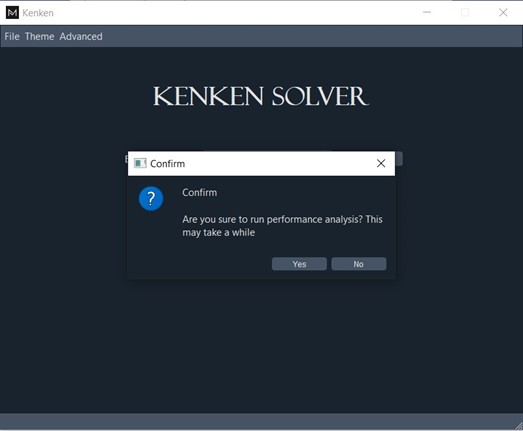 Kenken
File Theme Advanced
KENKEN SOLVER
Confirm
Confirm
Are you sure to run performance analysis? This
may take a while
Yes No